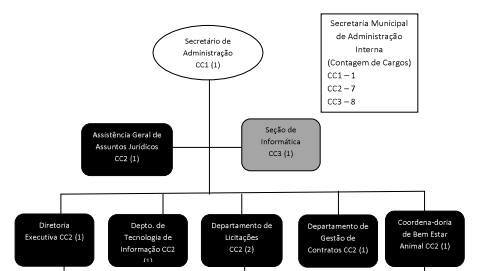 Secretário de
Administração
CC1 (1)
Secretaria Municipal
de Administração
Interna
(Contagem de Cargos)
CC1 – 1
CC2 – 7
CC3 – 8
Assistência Geral de
Assuntos Jurídicos
CC2 (1)
Seção de
Informática
CC3 (1)
Diretoria
Executiva CC2 (1)
Depto. de
Tecnologia de
Informação CC2
(1)
Departamento de
Licitações
CC2 (2)
Departamento de
Gestão de
Contratos CC2 (1)
Coordena-doria
de Bem Estar
Animal CC2 (1)